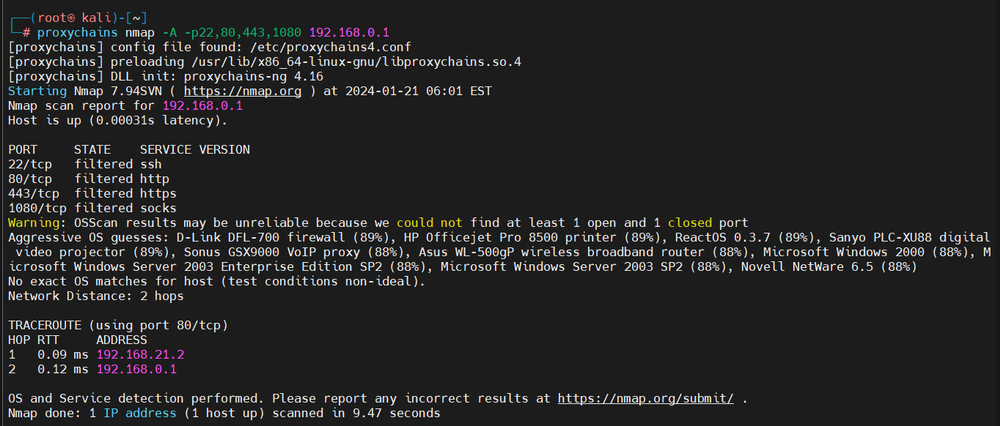 ┌──(root㉿ kali)-[~]
└─# proxychains nmap -A -p22,80,443,1080 192.168.0.1
[proxychains] config file found: /etc/proxychains4.conf
[proxychains] preloading /usr/lib/x86_64-linux-gnu/libproxychains.so.4
[proxychains] DLL init: proxychains-ng 4.16
Starting Nmap 7.94SVN ( https://nmap.org ) at 2024-01-21 06:01 EST
Nmap scan report for 192.168.0.1
Host is up (0.00031s latency).

PORT     STATE    SERVICE VERSION
22/tcp   filtered ssh
80/tcp   filtered http
443/tcp  filtered https
1080/tcp filtered socks
Warning: OSScan results may be unreliable because we could not find at least 1 open and 1 closed port
Aggressive OS guesses: D-Link DFL-700 firewall (89%), HP Officejet Pro 8500 printer (89%), ReactOS 0.3.7 (89%), Sanyo PLC-XU88 digital
 video projector (89%), Sonus GSX9000 VoIP proxy (88%), Asus WL-500gP wireless broadband router (88%), Microsoft Windows 2000 (88%), M
icrosoft Windows Server 2003 Enterprise Edition SP2 (88%), Microsoft Windows Server 2003 SP2 (88%), Novell NetWare 6.5 (88%)
No exact OS matches for host (test conditions non-ideal).
Network Distance: 2 hops

TRACEROUTE (using port 80/tcp)
HOP RTT     ADDRESS
1   0.09 ms 192.168.21.2
2   0.12 ms 192.168.0.1

OS and Service detection performed. Please report any incorrect results at https://nmap.org/submit/ .
Nmap done: 1 IP address (1 host up) scanned in 9.47 seconds